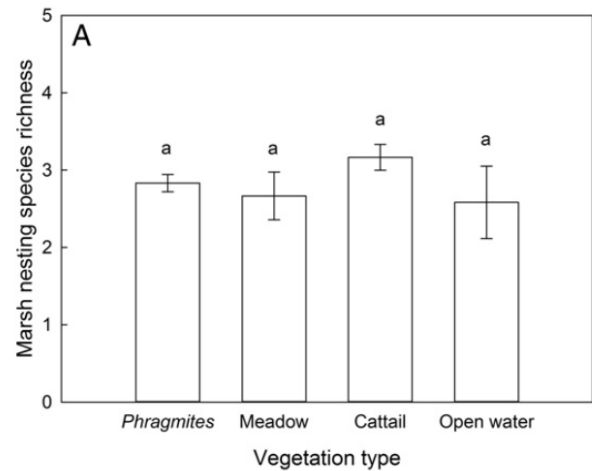 A
Marsh nesting species richness
5
4
3
2
1
0
a
a
a
a
Phragmites
Meadow
Cattail
Open water
Vegetation type